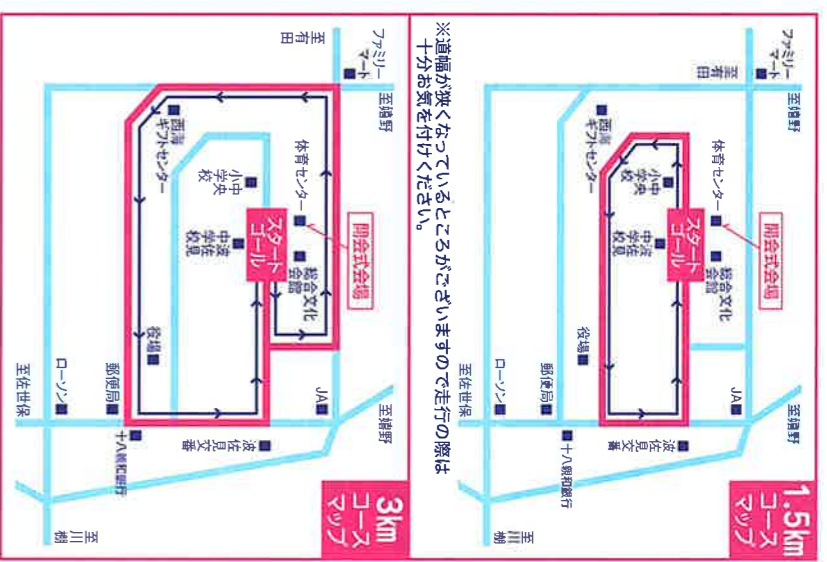 1.5km
コース
マップ
ファミリー
マート
至有田
至嬉野
西海
ギフトセンター
体育センター
開会式会場
中央
小学校
スタート
ゴール
波佐見
中学校
総合文化
会館
役場
JA
至嬉野
郵便局
ローソン
至佐世保
十八親和銀行
波佐見
交番
至川棚
※道幅が狭くなっているところがございますので走行の際は
十分お気を付けください。
3km
コース
マップ
ファミリー
マート
至有田
至嬉野
西海
ギフトセンター
体育センター
開会式会場
中央
小学校
スタート
ゴール
波佐見
中学校
総合文化
会館
役場
JA
至嬉野
郵便局
ローソン
至佐世保
十八親和銀行
波佐見
交番
至川棚